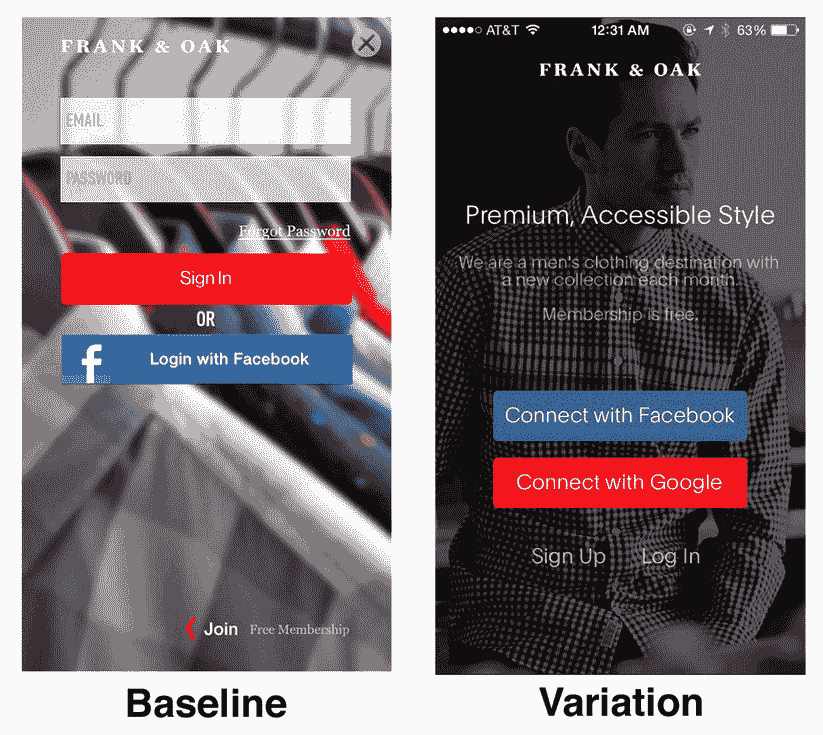 FRANK & OAK
EMAIL
PASSWORD
Forgot Password
Sign In
OR
f
Login with Facebook
Join Free Membership
Baseline
AT&T 12:31 AM 63%
FRANK & OAK
Premium, Accessible Style
We are a men's clothing destination with
a new collection each month.
Membership is free.
Connect with Facebook
Connect with Google
Sign Up Log In
Variation